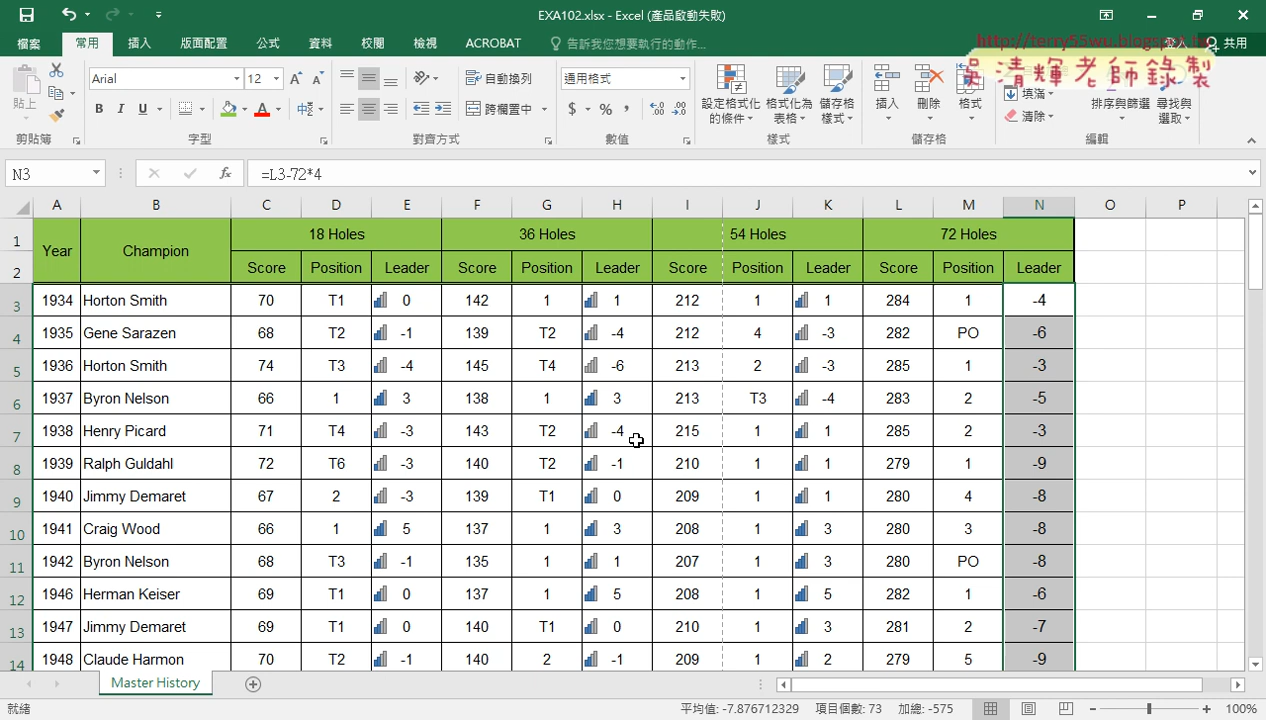 EXA102.xlsx - Excel (產品啟動失敗)
檔案 常用 插入 版面配置 公式 資料 校閱 檢視 ACROBAT 告訴我您想要執行的動作... 登入 共用
http://terry55wu.blogspot.tw
吳清輝老師錄製
Arial 12 自動換列 通用格式
貼上 跨欄置中 設定格式化的條件 格式化為表格 儲存格樣式 插入 刪除 格式 填滿 清除 排序與篩選 尋找與選取
剪貼簿 字型 對齊方式 數值 樣式 儲存格 編輯
N3 fx =L3-72*4
A B C D E F G H I J K L M N O P
1 Year Champion 18 Holes 36 Holes 54 Holes 72 Holes
2 Score Position Leader Score Position Leader Score Position Leader Score Position Leader
3 1934 Horton Smith 70 T1 0 142 1 1 212 1 1 284 1 -4
4 1935 Gene Sarazen 68 T2 -1 139 T2 -4 212 4 -3 282 PO -6
5 1936 Horton Smith 74 T3 -4 145 T4 -6 213 2 -3 285 1 -3
6 1937 Byron Nelson 66 1 3 138 1 3 213 T3 -4 283 2 -5
7 1938 Henry Picard 71 T4 -3 143 T2 -4 215 1 1 285 2 -3
8 1939 Ralph Guldahl 72 T6 -3 140 T2 -1 210 1 1 279 1 -9
9 1940 Jimmy Demaret 67 2 -3 139 T1 0 209 1 1 280 4 -8
10 1941 Craig Wood 66 1 5 137 1 3 208 1 3 280 3 -8
11 1942 Byron Nelson 68 T3 -1 135 1 1 207 1 3 280 PO -8
12 1946 Herman Keiser 69 T1 0 137 1 5 208 1 5 282 1 -6
13 1947 Jimmy Demaret 69 T1 0 140 T1 0 210 1 3 281 2 -7
14 1948 Claude Harmon 70 T2 -1 140 2 -1 209 1 2 279 5 -9
Master History
就緒 平均值: -7.876712329 項目個數: 73 加總: -575 100%